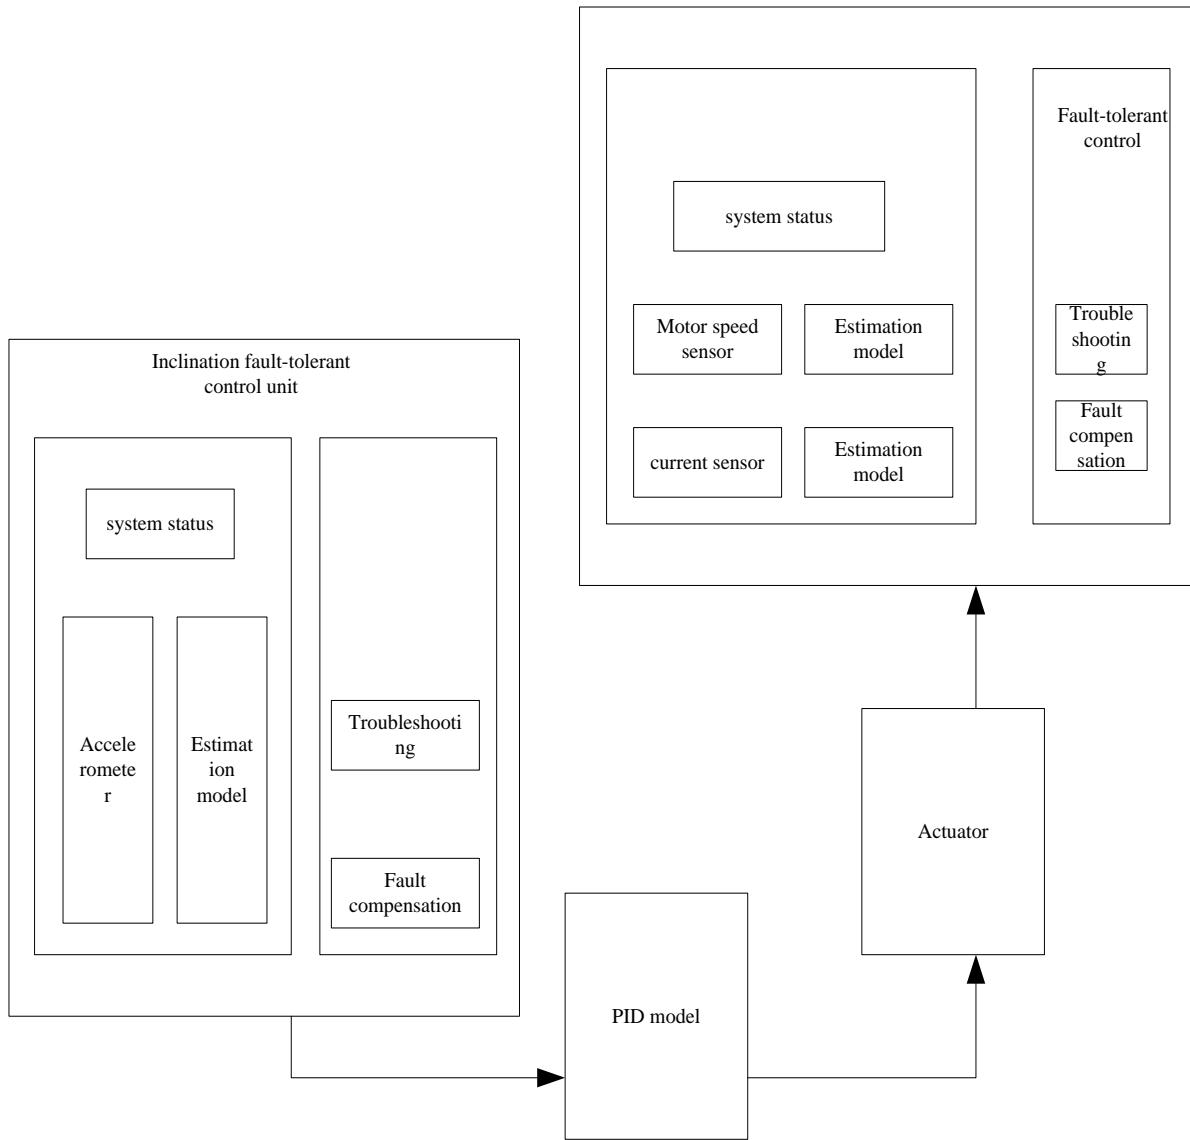 Fault-tolerant
control
system status
Motor speed
sensor
Estimation
model
Trouble
shootin
g
current sensor
Estimation
model
Fault
compen
sation
Inclination fault-tolerant
control unit
system status
Accele
romete
r
Estimat
ion
model
Troubleshooti
ng
Fault
compensation
Actuator
PID model